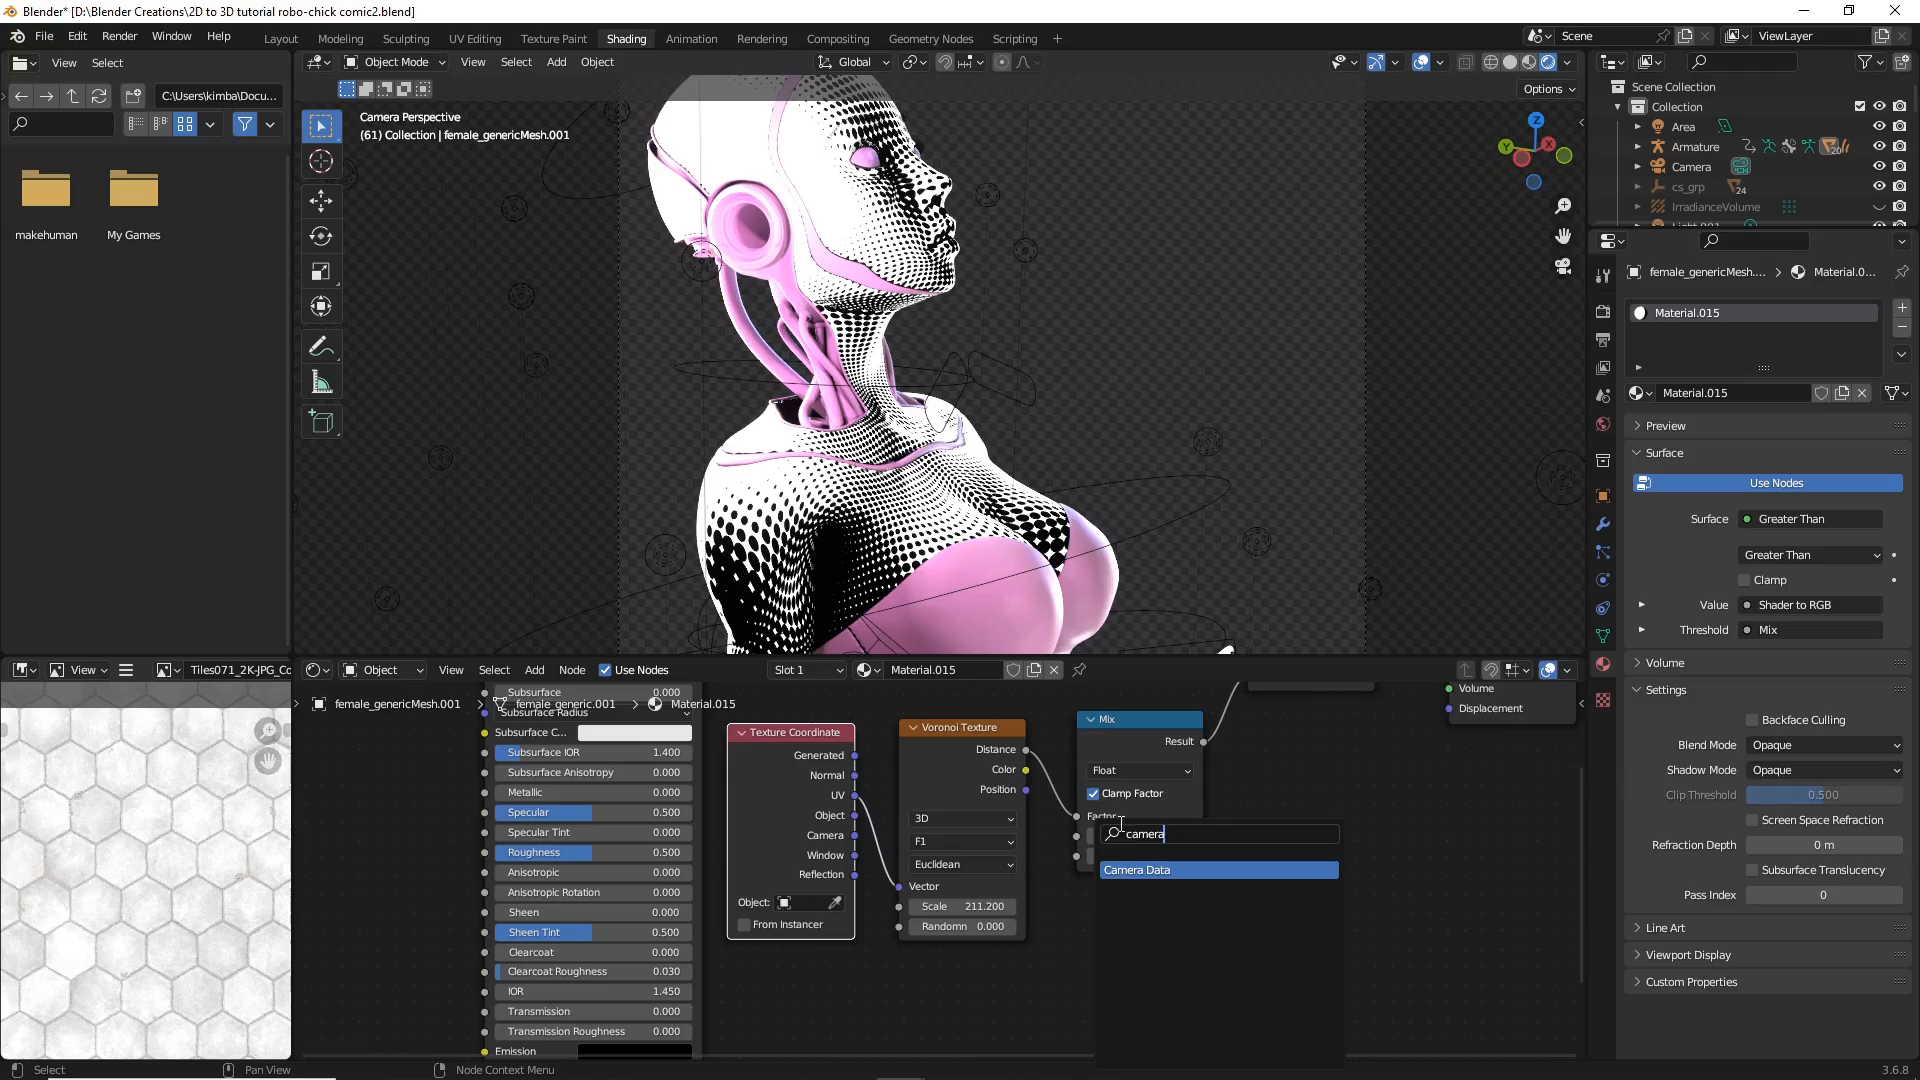 Blender* [D:\Blender Creations\2D to 3D tutorial robo-chick comic2.blend]
File Edit Render Window Help
Layout Modeling Sculpting UV Editing Texture Paint Shading Animation Rendering Compositing Geometry Nodes Scripting +
Scene
ViewLayer
View Select
Object Mode View Select Add Object
Global
Options
C:\Users\kimba\Docu...
makehuman My Games
Camera Perspective
(61) Collection | female_genericMesh.001
Z
Y
X
Scene Collection
Collection
Area
Armature
20
Camera
cs_grp
24
IrradianceVolume
female_genericMesh.... > Material.0...
Material.015
Material.015
Preview
Surface
Use Nodes
Surface Greater Than
Greater Than
Clamp
Value Shader to RGB
Threshold Mix
Volume
Settings
Backface Culling
Blend Mode Opaque
Shadow Mode Opaque
Clip Threshold 0.500
Screen Space Refraction
Refraction Depth 0 m
Subsurface Translucency
Pass Index 0
Line Art
Viewport Display
Custom Properties
View
Tiles071_2K-JPG_Co
Object View Select Add Node Use Nodes Slot 1 Material.015
female_genericMesh.001 > female_generic.001 > Material.015
Subsurface 0.000
Subsurface Radius
Subsurface C...
Subsurface IOR 1.400
Subsurface Anisotropy 0.000
Metallic 0.000
Specular 0.500
Specular Tint 0.000
Roughness 0.500
Anisotropic 0.000
Anisotropic Rotation 0.000
Sheen 0.000
Sheen Tint 0.500
Clearcoat 0.000
Clearcoat Roughness 0.030
IOR 1.450
Transmission 0.000
Transmission Roughness 0.000
Emission
Texture Coordinate
Generated
Normal
UV
Object
Camera
Window
Reflection
Object:
From Instancer
Voronoi Texture
Distance
Color
Position
3D
F1
Euclidean
Vector
Scale 211.200
Randomn 0.000
Mix
Result
Float
Clamp Factor
Factor
camera
Camera Data
Volume
Displacement
Select Pan View Node Context Menu
3.6.8